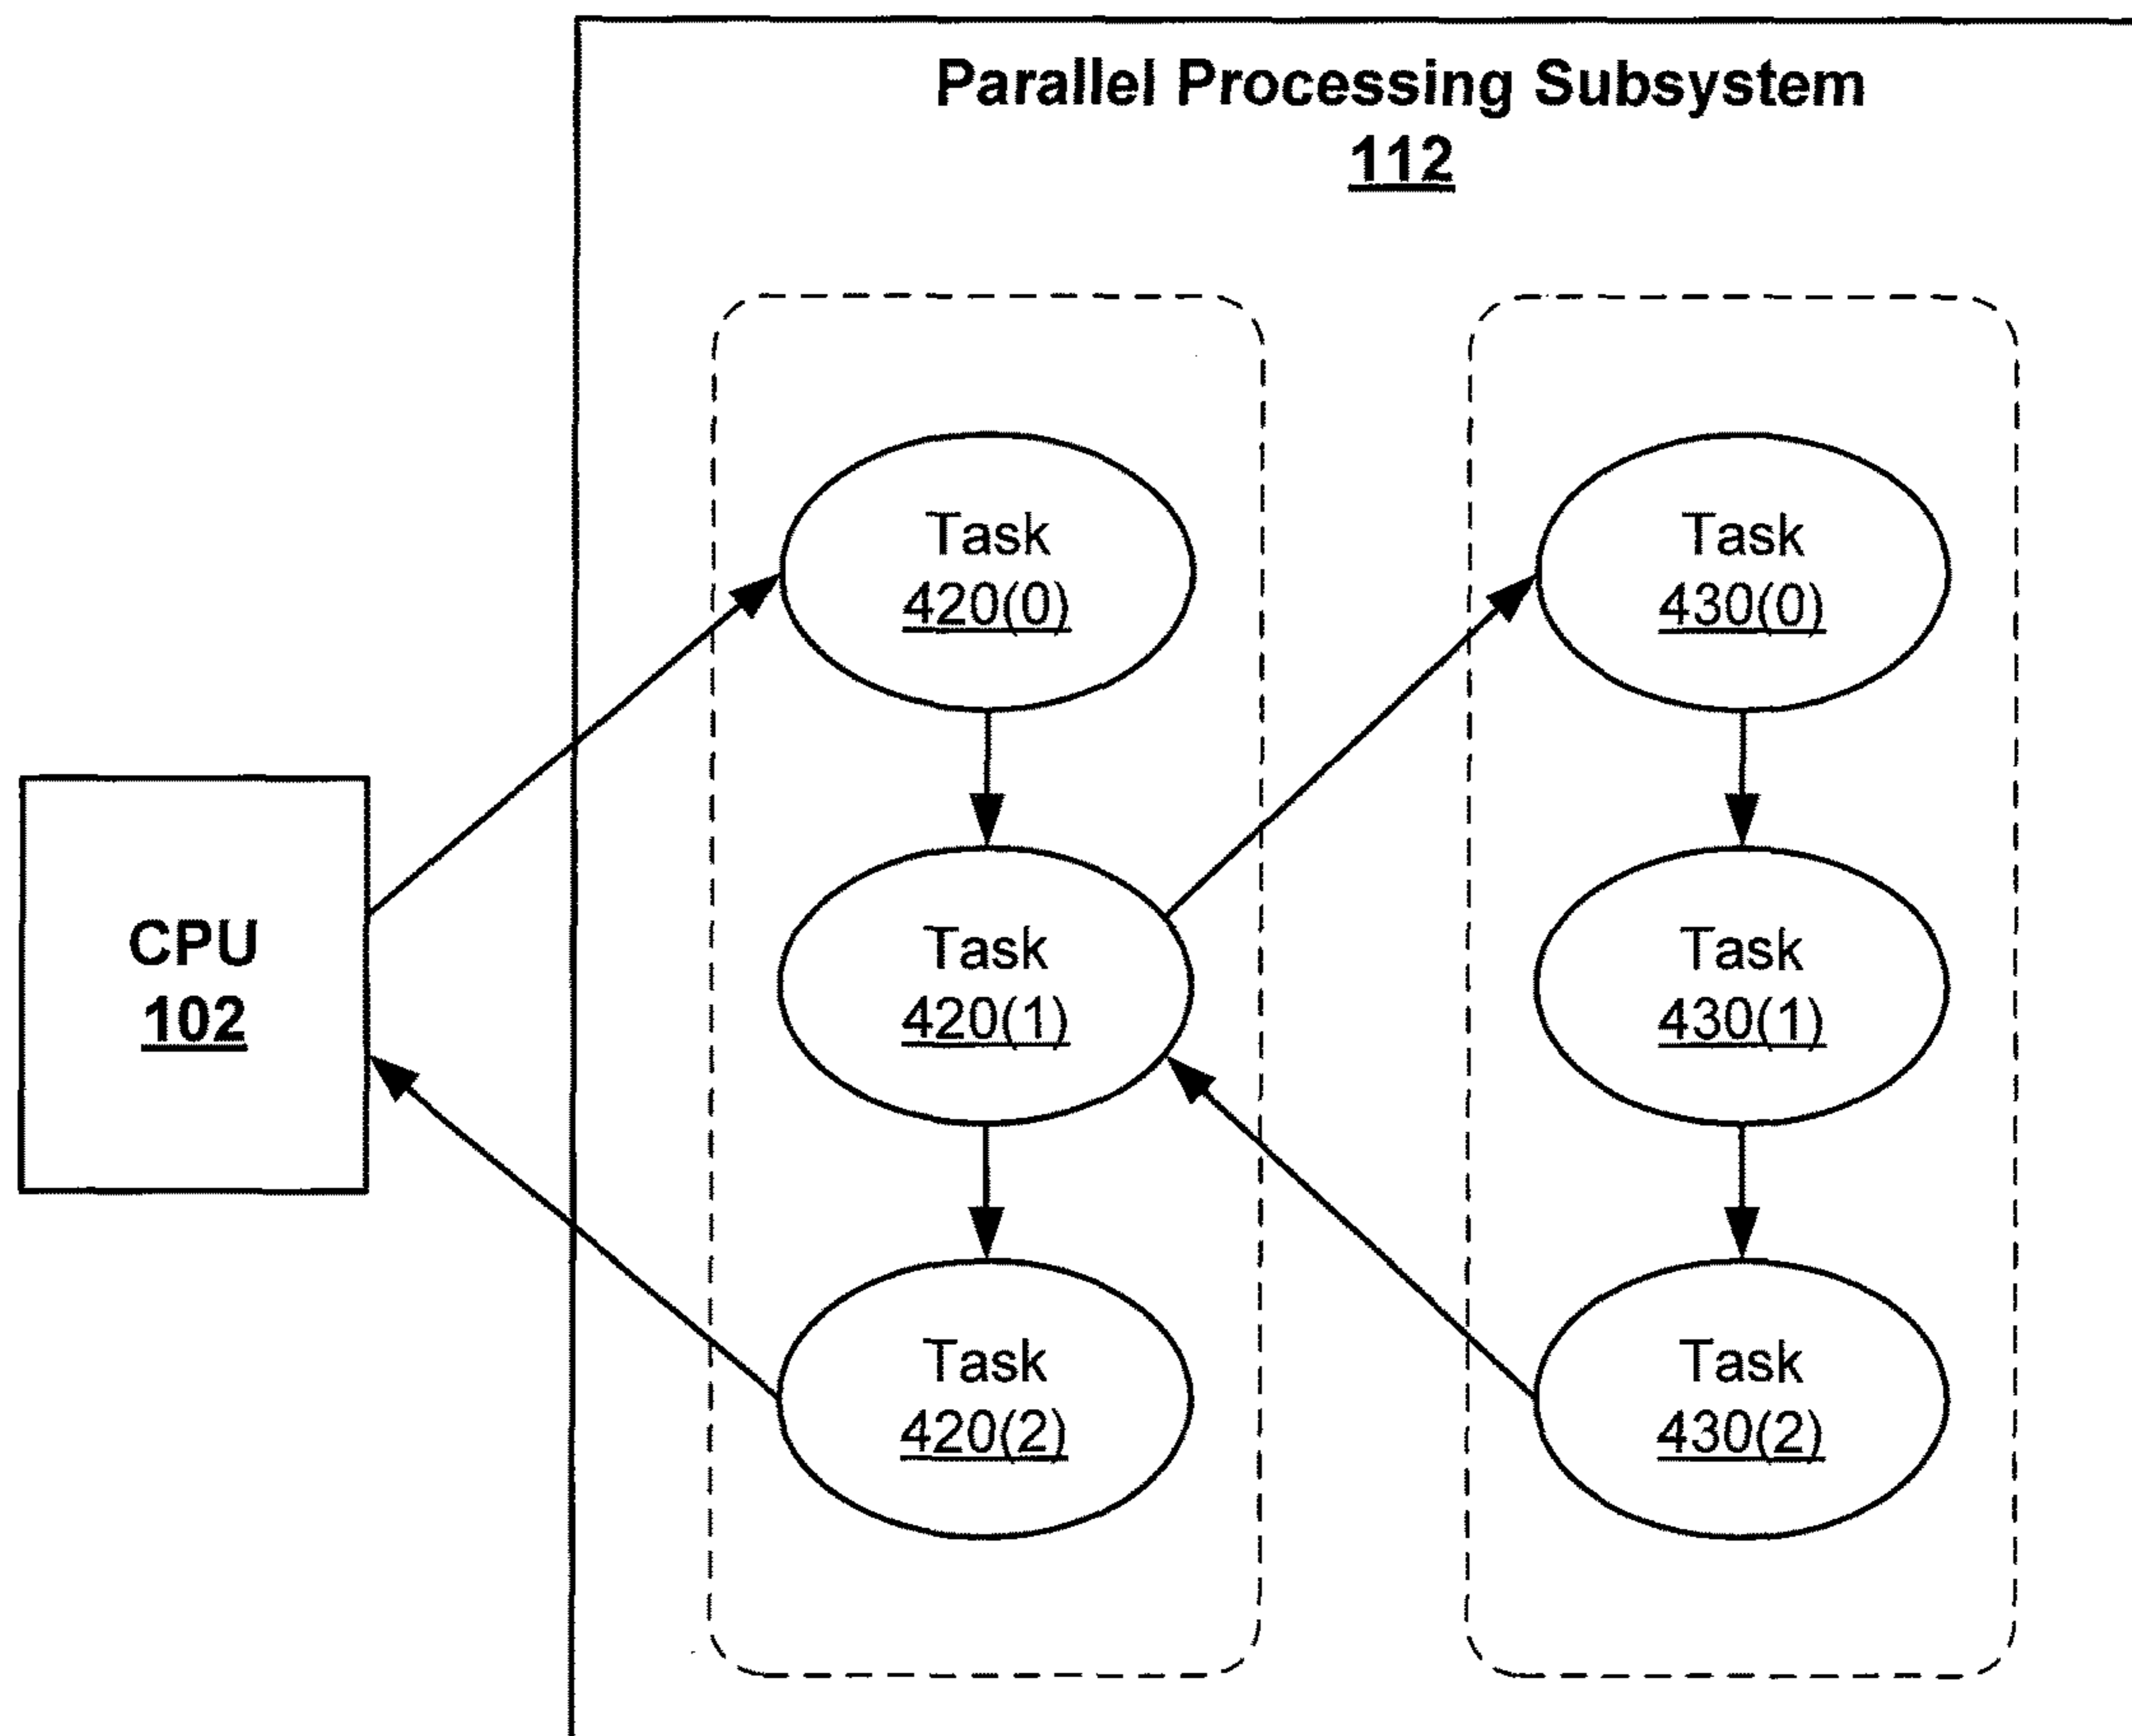 Parallel Processing Subsystem
112
Task
420(0)
Task
430(0)
CPU
102
Task
420(1)
Task
430(1)
Task
420(2)
Task
430(2)